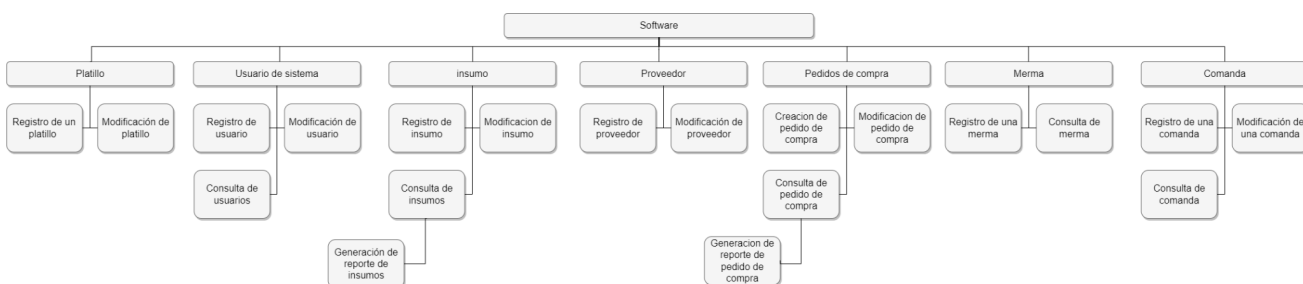 Software
Platillo
Usuario de sistema
insumo
Proveedor
Pedidos de compra
Merma
Comanda
Registro de un
platillo
Modificación de
platillo
Registro de
usuario
Modificación de
usuario
Registro de
insumo
Modificacion de
insumo
Registro de
proveedor
Modificación de
proveedor
Creacion de
pedido de
compra
Modificacion de
pedido de
compra
Registro de una
merma
Consulta de
merma
Registro de una
comanda
Modificación de
una comanda
Consulta de
usuarios
Consulta de
insumos
Consulta de
pedido de
compra
Consulta de
comanda
Generación de
reporte de
insumos
Generacion de
reporte de
pedido de
compra